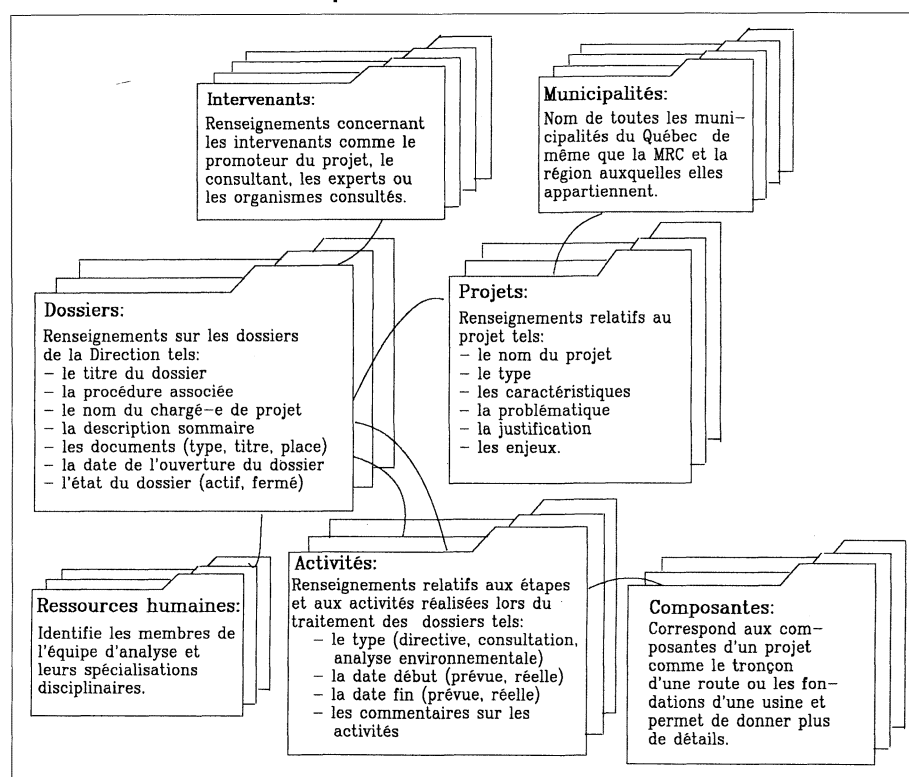 Intervenants:
Renseignements concernant
les intervenants comme le
promoteur du projet, le
consultant, les experts ou
les organismes consultés.
Municipalités:
Nom de toutes les muni-
cipalités du Québec de
même que la MRC et la
région auxquelles elles
appartiennent.
Dossiers:
Renseignements sur les dossiers
de la Direction tels:
- le titre du dossier
- la procédure associée
- le nom du chargé-e de projet
- la description sommaire
- les documents (type, titre, place)
- la date de l'ouverture du dossier
- l'état du dossier (actif, fermé)
Projets:
Renseignements relatifs au
projet tels:
- le nom du projet
- le type
- les caractéristiques
- la problématique
- la justification
- les enjeux.
Ressources humaines:
Identifie les membres de
l'équipe d'analyse et
leurs spécialisations
disciplinaires.
Activités:
Renseignements relatifs aux étapes
et aux activités réalisées lors du
traitement des dossiers tels:
- le type (directive, consultation,
analyse environnementale)
- la date début (prévue, réelle)
- la date fin (prévue, réelle)
- les commentaires sur les
activités
Composantes:
Correspond aux com-
posantes d'un projet
comme le tronçon
d'une route ou les fon-
dations d'une usine et
permet de donner plus
de détails.